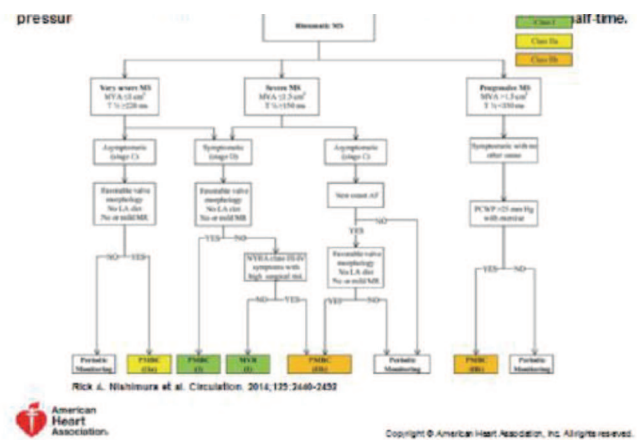 pressur
alf-time.
Rheumatic MS
Class I
Class IIa
Class IIb
Very severe MS
MVA ≤1 cm²
T ½ ≥220 ms
Severe MS
MVA ≤1.5 cm²
T ½ ≥150 ms
Progressive MS
MVA >1.5 cm²
T ½ <150 ms
Asymptomatic
(stage C)
Symptomatic
(stage D)
Asymptomatic
(stage C)
Symptomatic with no
other cause
Favorable valve
morphology
No LA clot
No or mild MR
Favorable valve
morphology
No LA clot
No or mild MR
New onset AF
PCWP >25 mm Hg
with exercise
NO
YES
YES
NO
NYHA class III-IV
symptoms with
high surgical risk
YES
NO
Favorable valve
morphology
No LA clot
No or mild MR
YES
NO
NO
YES
YES
NO
Periodic
Monitoring
PMBC
(IIa)
PMBC
(I)
MVR
(I)
PMBC
(IIb)
Periodic
Monitoring
PMBC
(IIb)
Periodic
Monitoring
Rick A. Nishimura et al. Circulation. 2014;129:2440-2492
American
Heart
Association.
Copyright © American Heart Association, Inc. All rights reserved.